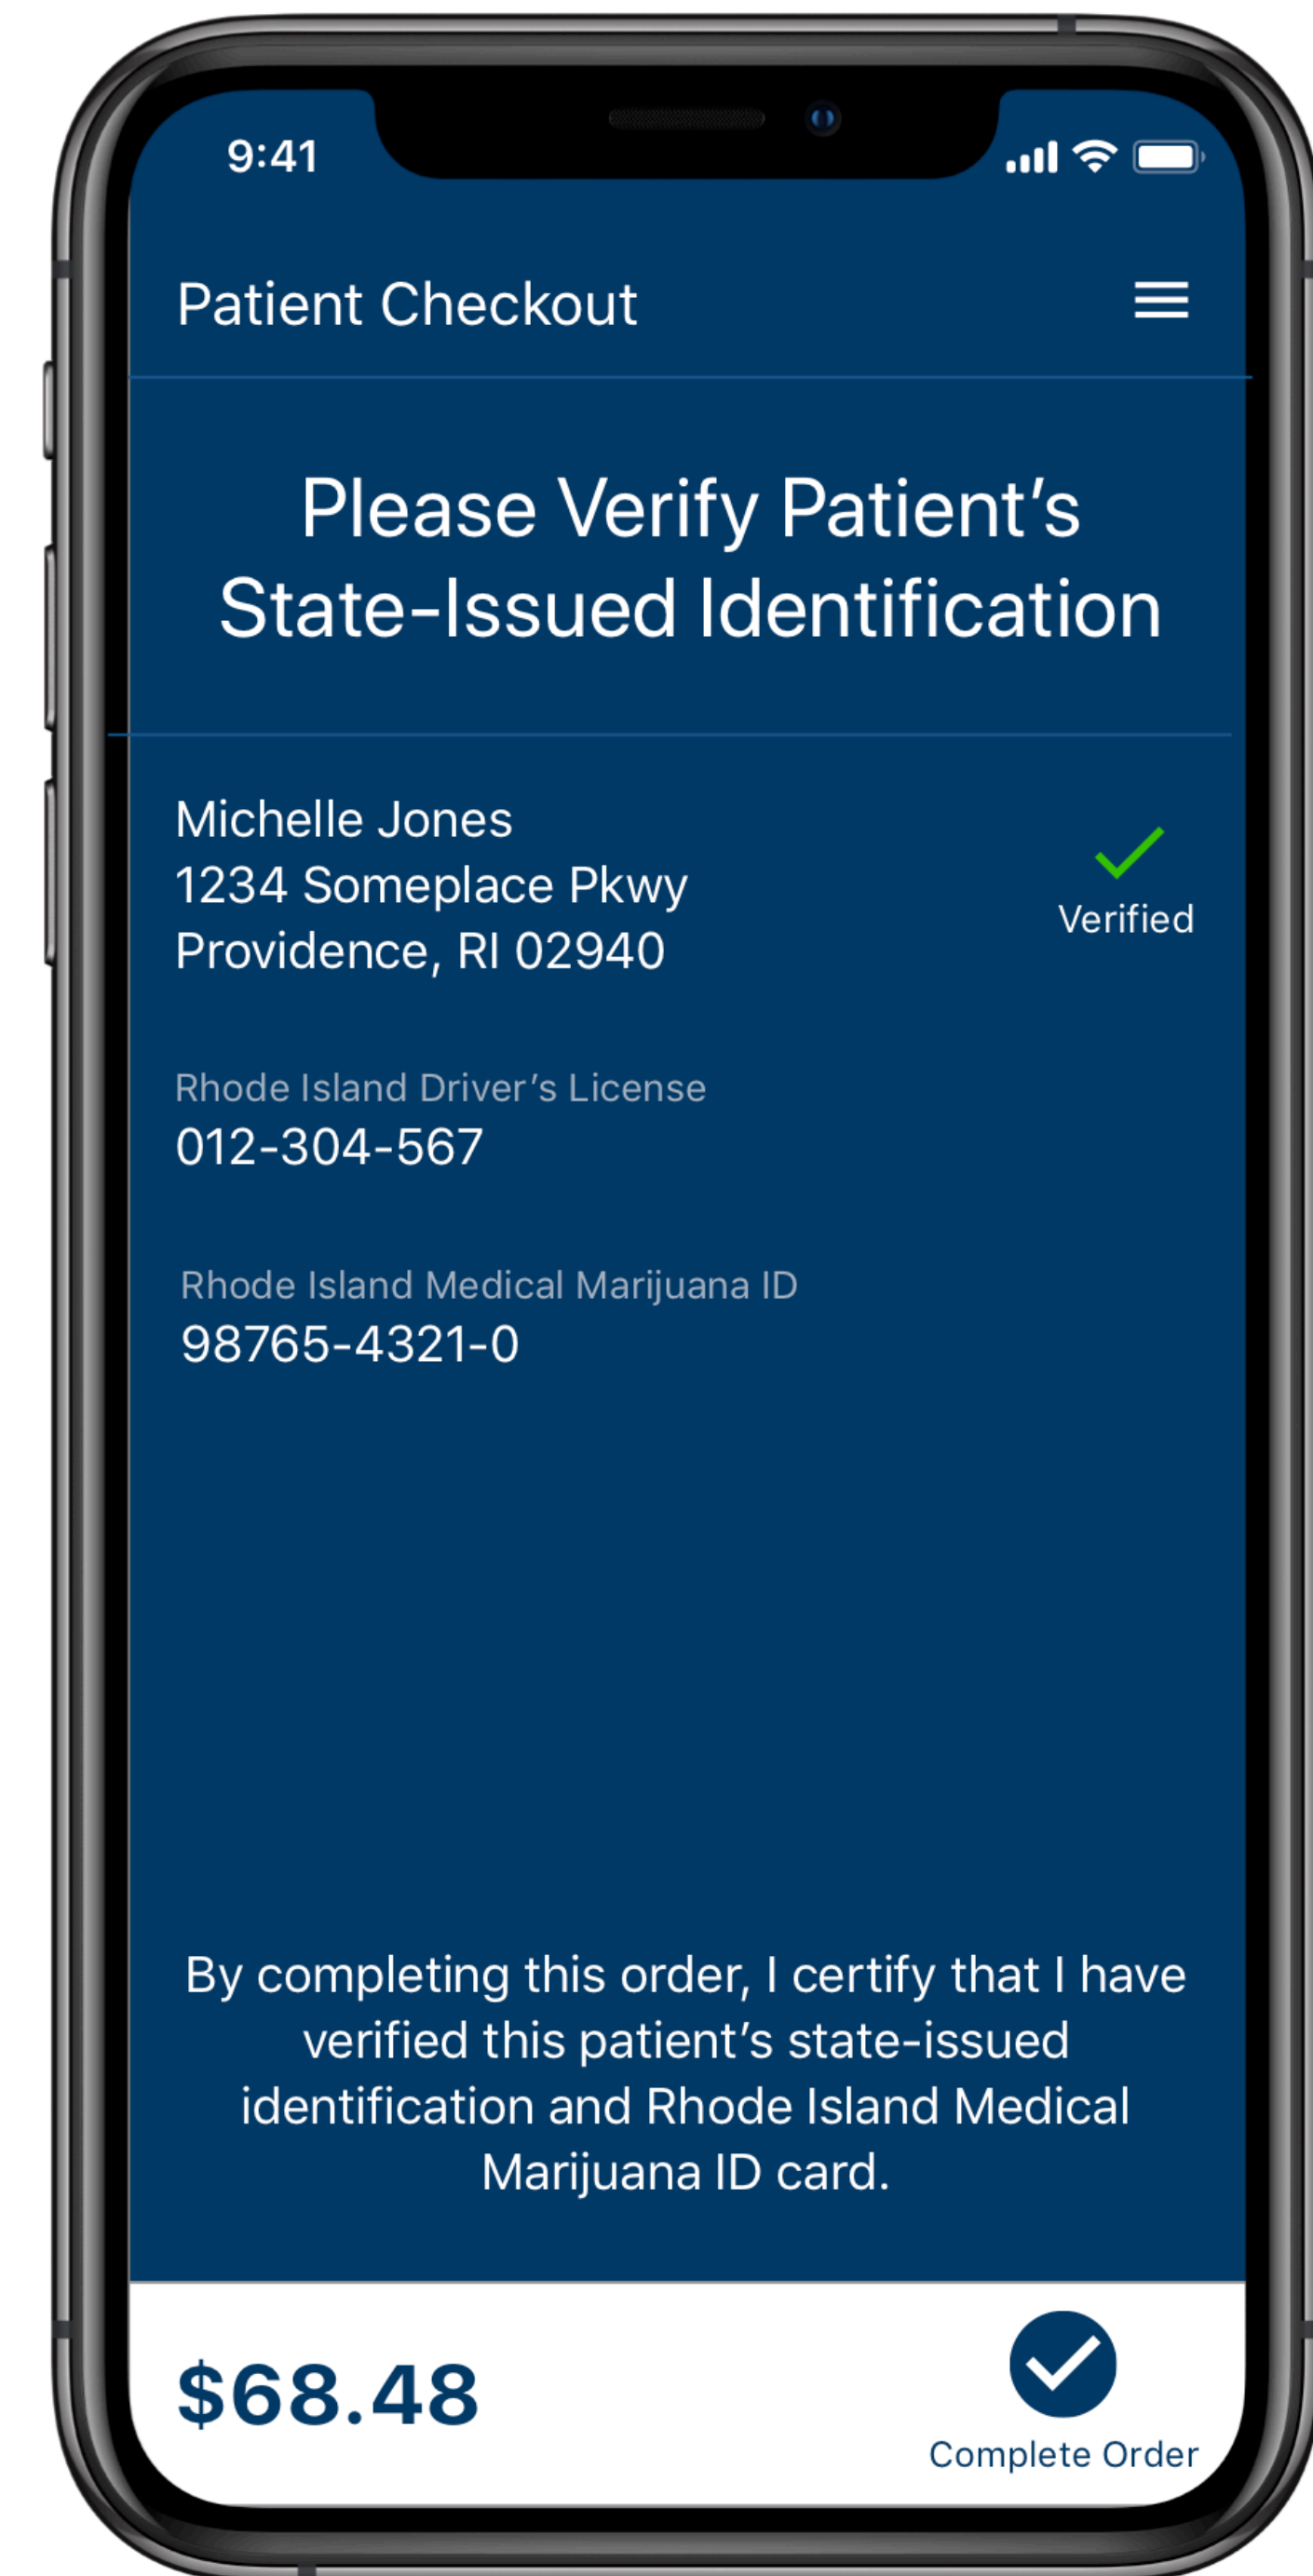 9:41
Patient Checkout
Please Verify Patient’s
State-Issued Identification
Michelle Jones
1234 Someplace Pkwy
Providence, RI 02940
Verified
Rhode Island Driver’s License
012-304-567
Rhode Island Medical Marijuana ID
98765-4321-0
By completing this order, I certify that I have
verified this patient’s state-issued
identification and Rhode Island Medical
Marijuana ID card.
$68.48
Complete Order